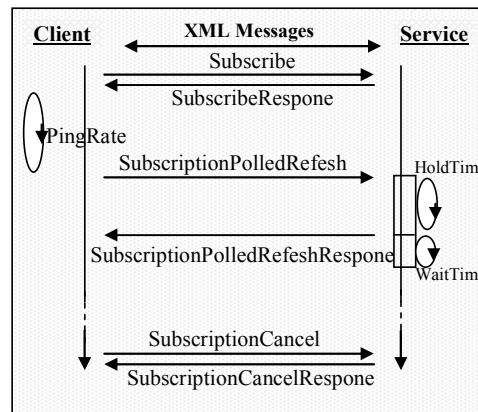 Client
XML Messages
Service
Subscribe
SubscribeRespone
PingRate
SubscriptionPolledRefesh
HoldTim
SubscriptionPolledRefeshRespone
WaitTim
SubscriptionCancel
SubscriptionCancelRespone